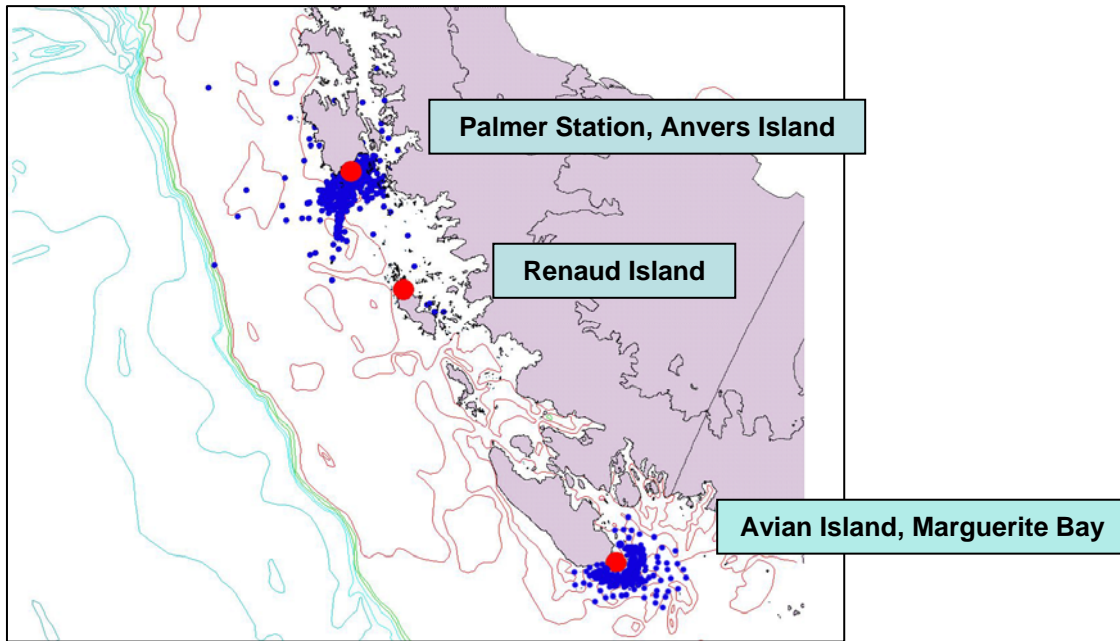 Palmer Station, Anvers Island
Renaud Island
Avian Island, Marguerite Bay